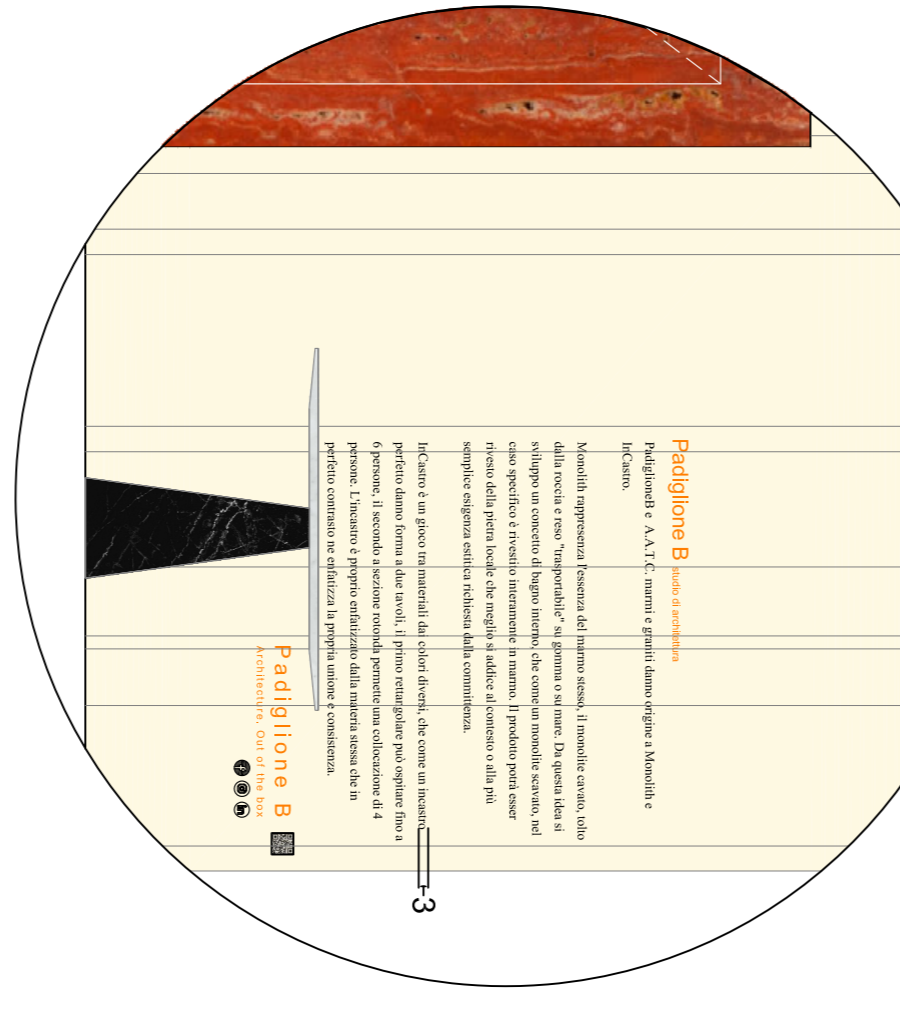 Padiglione B studio di architettura
PadiglioneB e A.A.T.C. marmi e graniti danno origine a Monolith e
InCastro.
Monolith rappresenza l'essenza del marmo stesso, il monolite cavato, tolto
dalla roccia e reso "trasportabile" su gomma o su mare. Da questa idea si
sviluppo un concetto di bagno interno, che come un monolite scavato, nel
caso specifico è rivestito interamente in marmo. Il prodotto potrà esser
rivesto della pietra locale che meglio si addice al contesto o alla più
semplice esigenza estitica richiesta dalla committenza.
InCastro è un gioco tra materiali dai colori diversi, che come un incastro
perfetto danno forma a due tavoli, il primo rettargolare può ospitare fino a
6 persone, il secondo a sezione rotonda permette una collocazione di 4
persone. L'incastro è proprio enfatizzato dalla materia stessa che in
perfetto contrasto ne enfatizza la propria unione e consistenza.
Padiglione B
Architecture, Out of the box
3